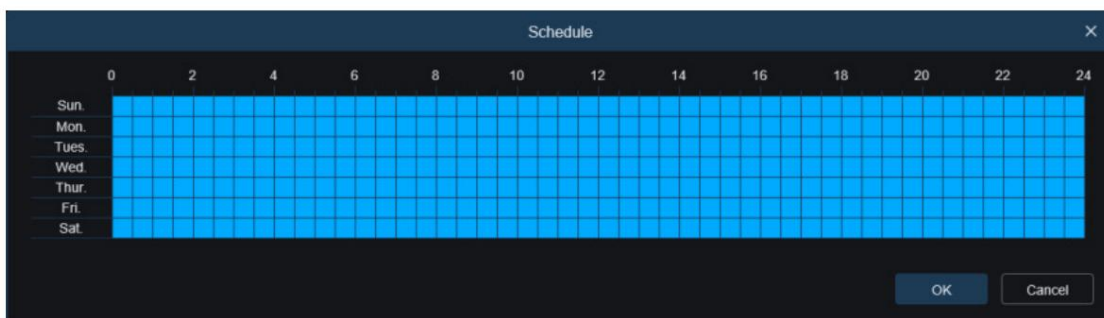 Schedule ×
0 2 4 6 8 10 12 14 16 18 20 22 24
Sun.
Mon.
Tues.
Wed.
Thur.
Fri.
Sat.
OK Cancel